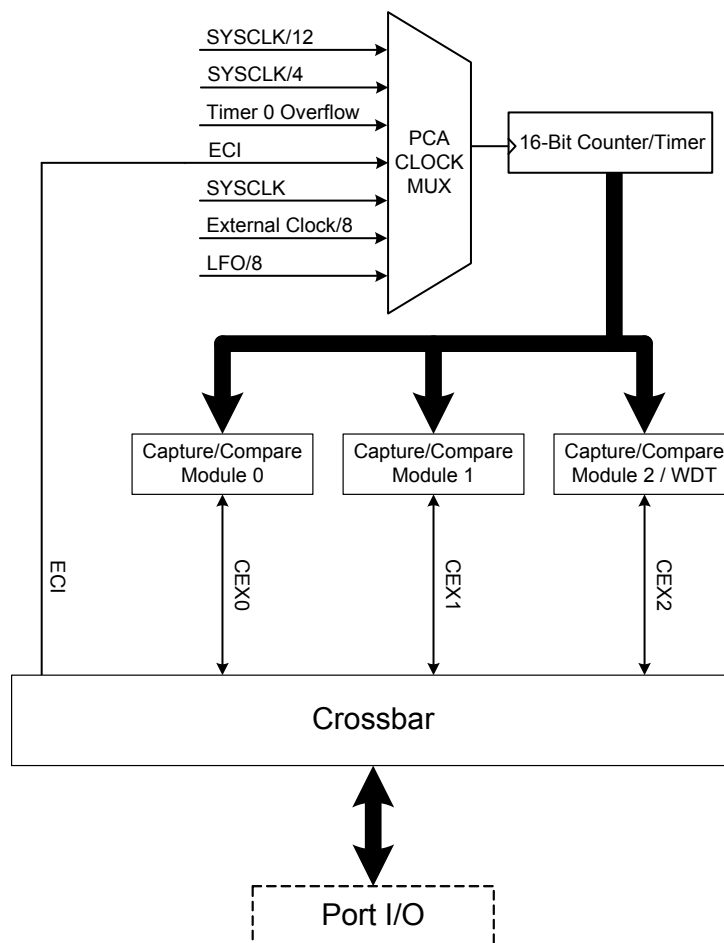 SYSCLK/12
SYSCLK/4
Timer 0 Overflow
ECI
SYSCLK
External Clock/8
LFO/8
PCA
CLOCK
MUX
16-Bit Counter/Timer
Capture/Compare
Module 0
Capture/Compare
Module 1
Capture/Compare
Module 2 / WDT
ECI
CEX0
CEX1
CEX2
Crossbar
Port I/O